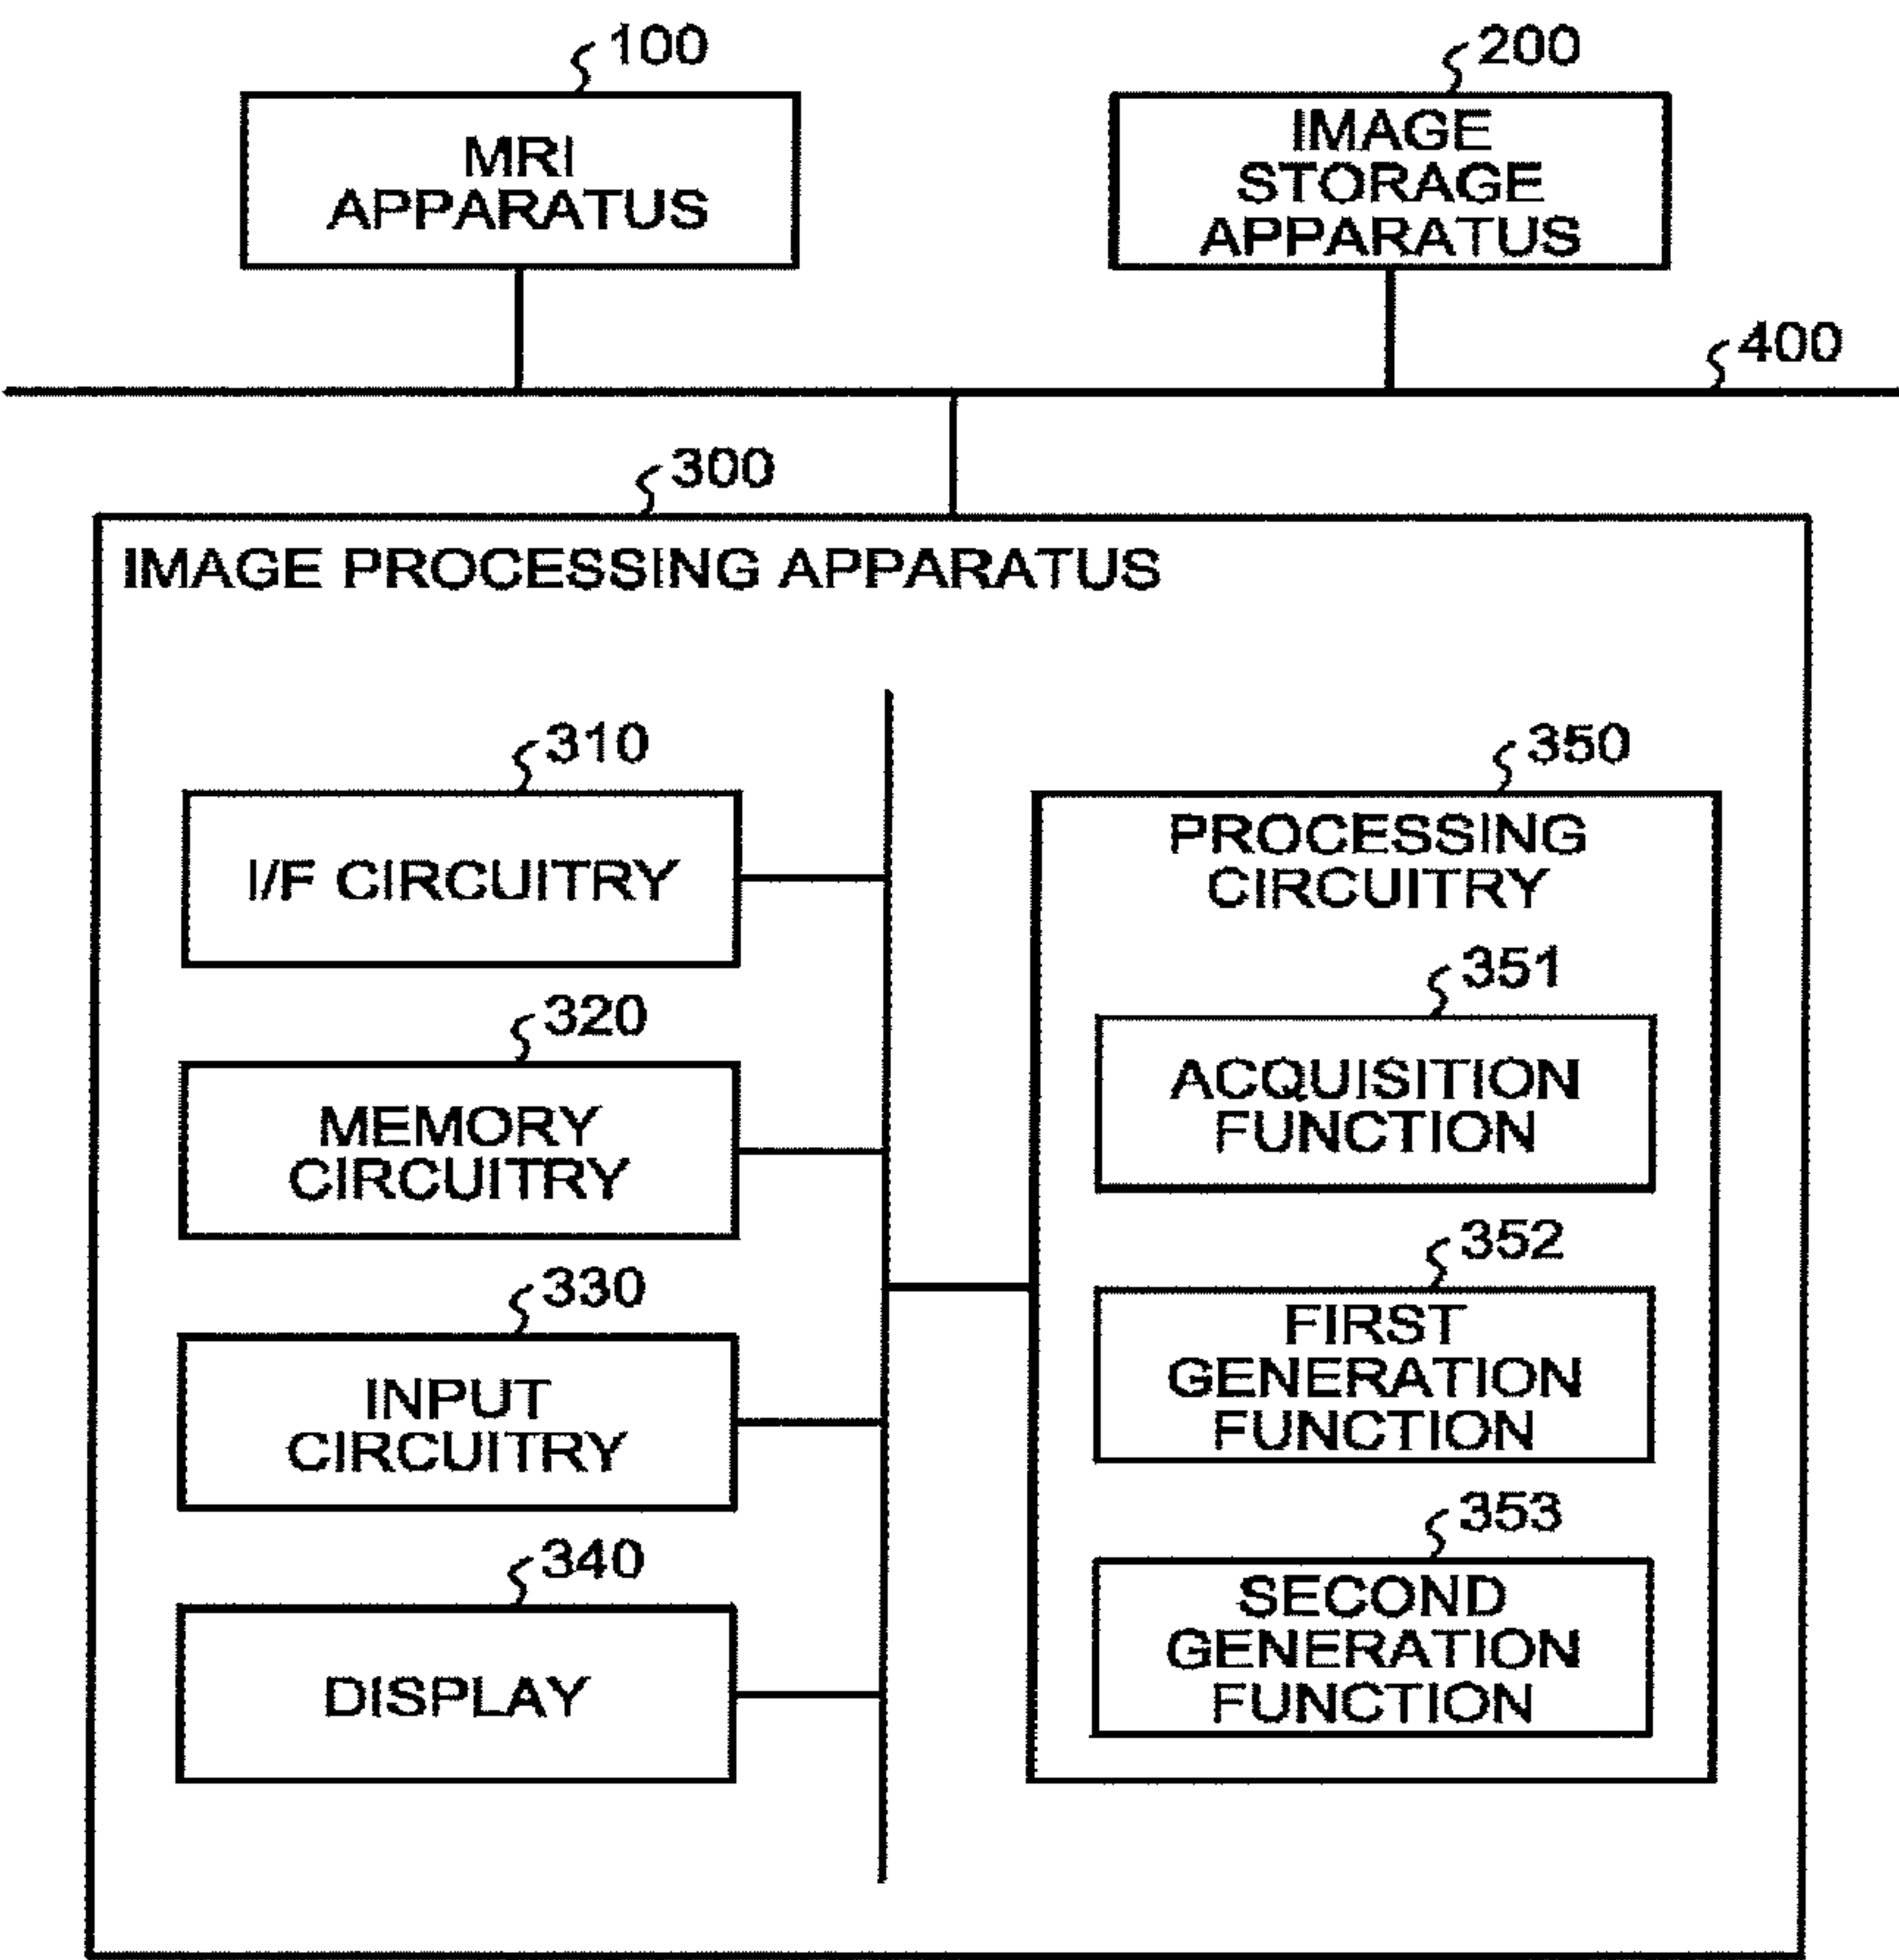 100
MRI
APPARATUS
200
IMAGE
STORAGE
APPARATUS
400
300
IMAGE PROCESSING APPARATUS
310
I/F CIRCUITRY
320
MEMORY
CIRCUITRY
330
INPUT
CIRCUITRY
340
DISPLAY
350
PROCESSING
CIRCUITRY
351
ACQUISITION
FUNCTION
352
FIRST
GENERATION
FUNCTION
353
SECOND
GENERATION
FUNCTION